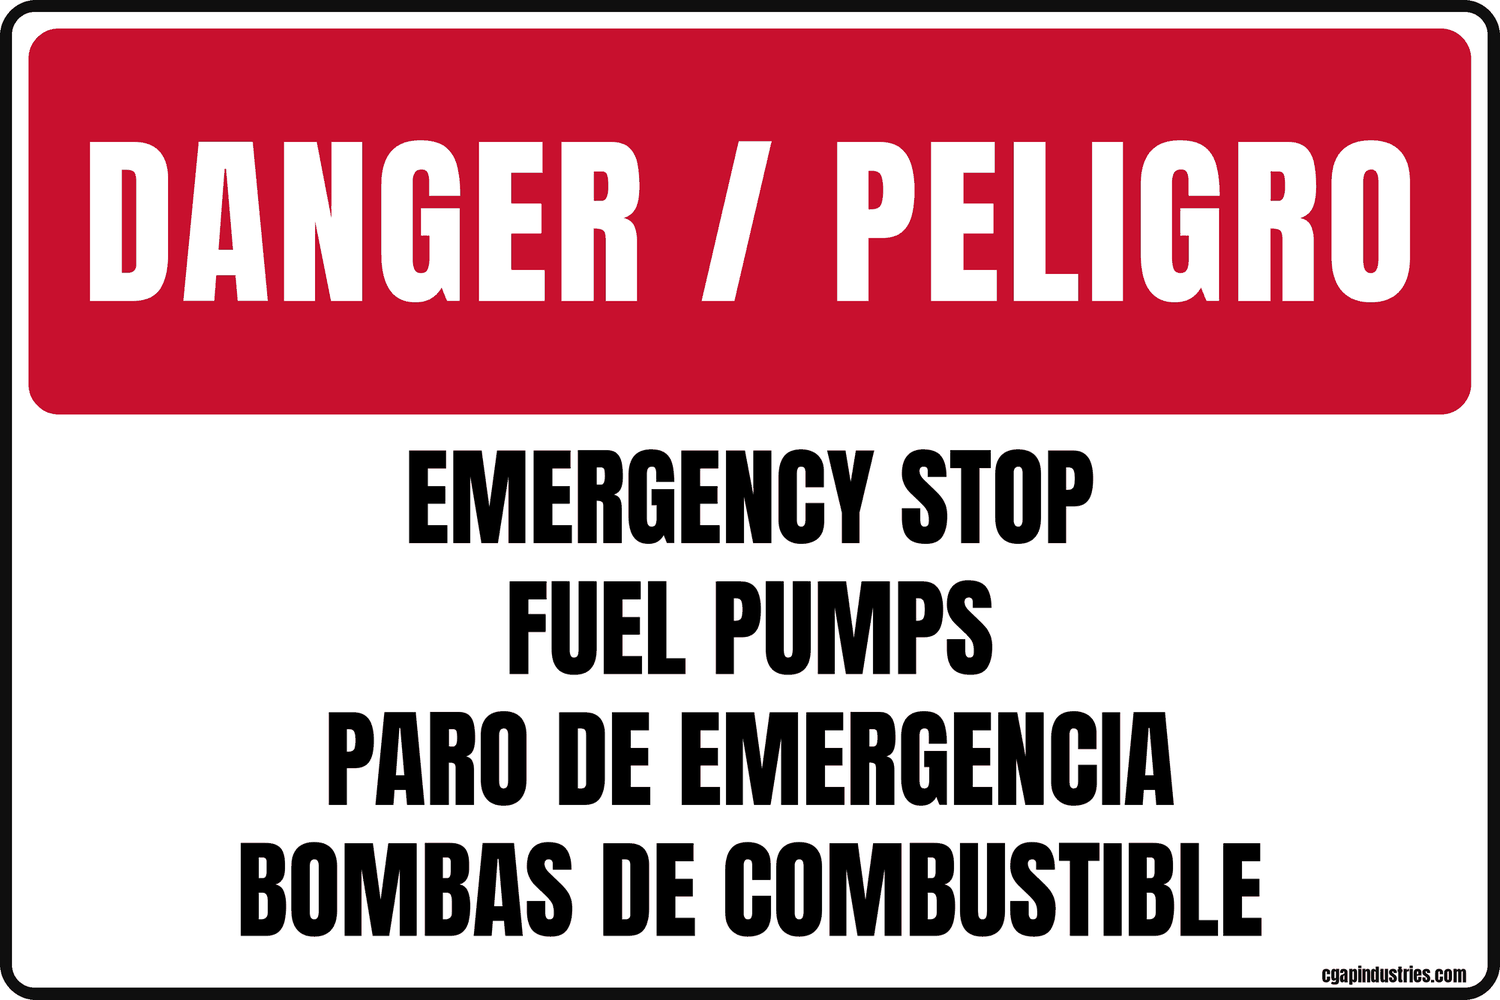 DANGER / PELIGRO
EMERGENCY STOP
FUEL PUMPS
PARO DE EMERGENCIA
BOMBAS DE COMBUSTIBLE
cgapindustries.com